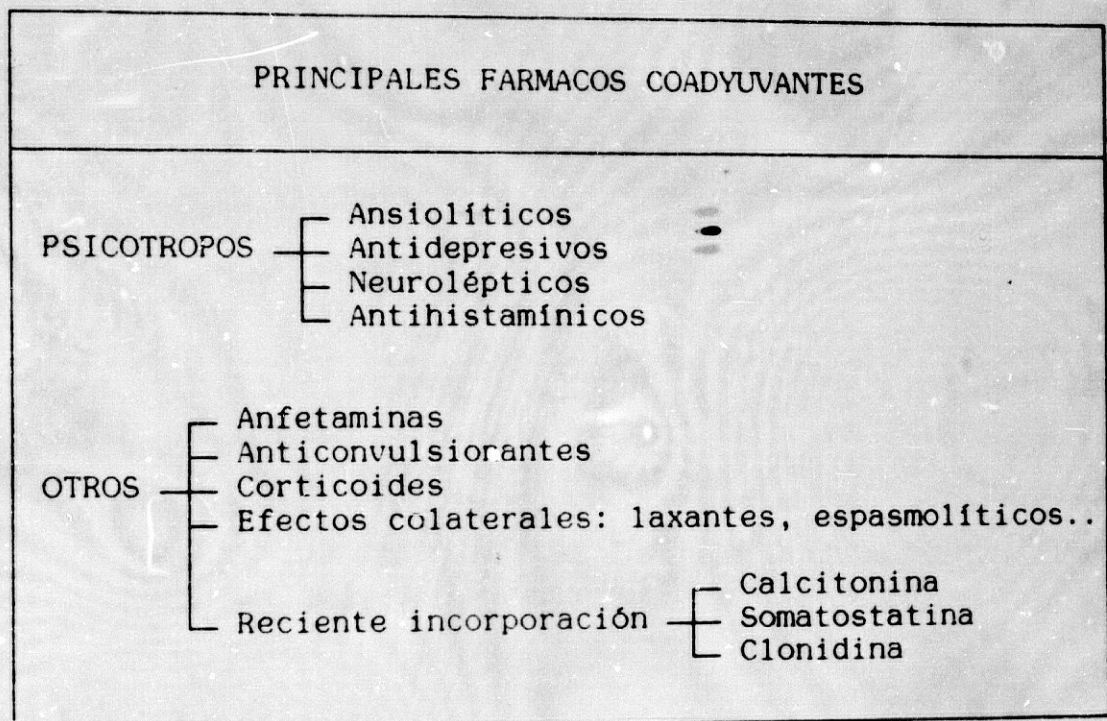 PRINCIPALES FARMACOS COADYUVANTES
Ansiolíticos
PSICOTROPOS Antidepresivos
Neurolépticos
Antihistamínicos
Anfetaminas
Anticonvulsiorantes
OTROS Corticoides
Efectos colaterales: laxantes, espasmolíticos..
Calcitonina
Reciente incorporación Somatostatina
Clonidina